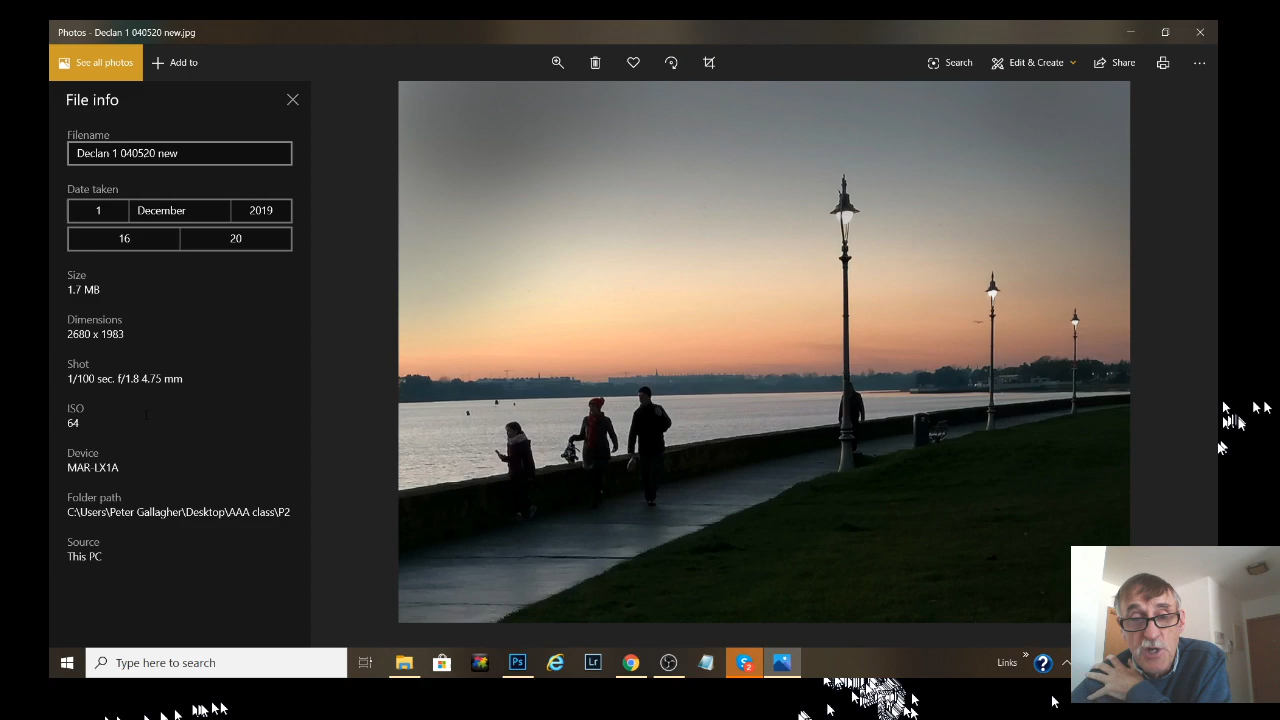 Photos - Declan 1 040520 new.jpg
See all photos
Add to
Search
Edit & Create
Share
File info
Filename
Declan 1 040520 new
Date taken
1 December 2019
16 20
Size
1.7 MB
Dimensions
2680 x 1983
Shot
1/100 sec. f/1.8 4.75 mm
ISO
64
Device
MAR-LX1A
Folder path
C:\Users\Peter Gallagher\Desktop\AAA class\P2
Source
This PC
Type here to search
Ps
Lr
2
Links
»
?